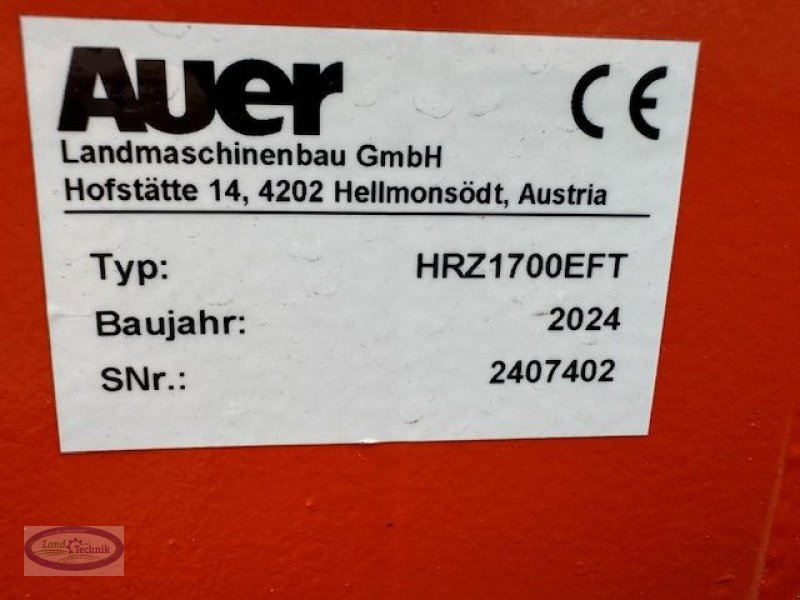 Auer CE
Landmaschinenbau GmbH
Hofstätte 14, 4202 Hellmonsödt, Austria
Typ: HRZ1700EFT
Baujahr: 2024
SNr.: 2407402
Land
Technik